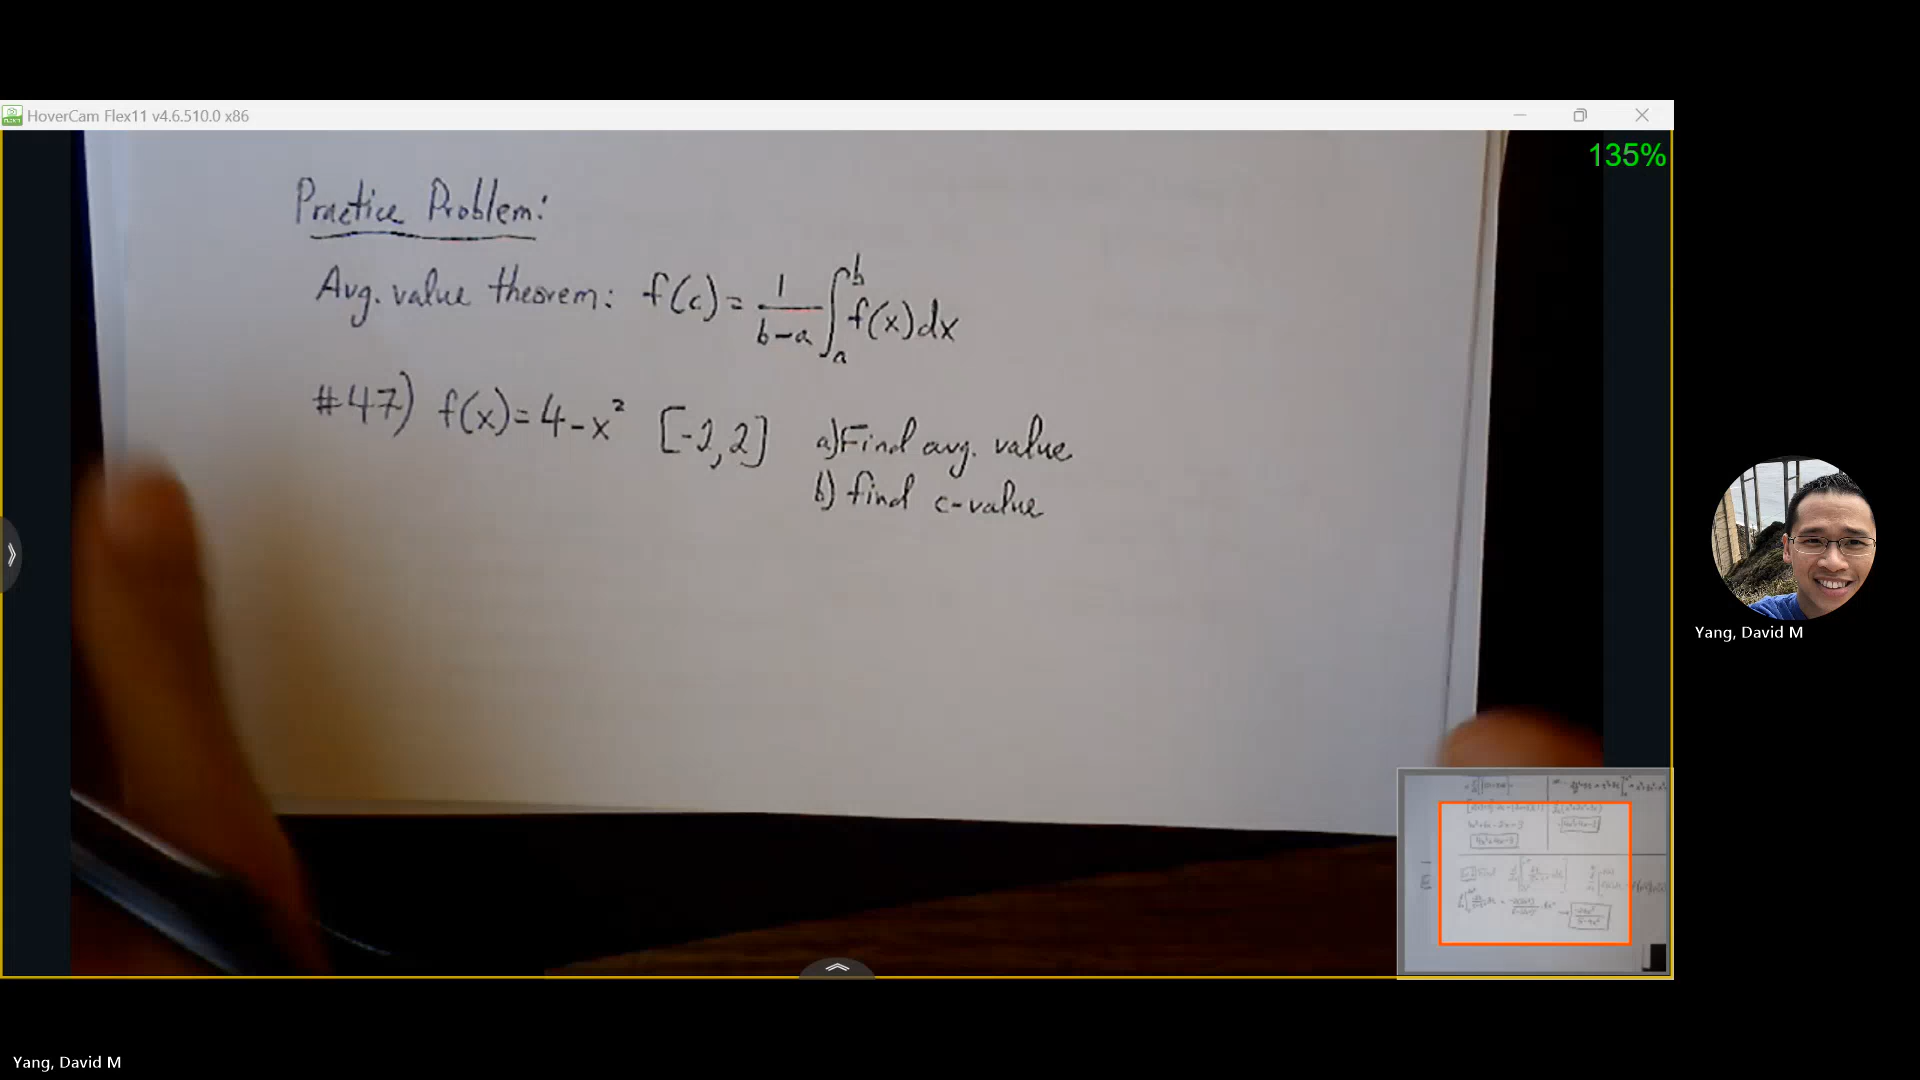 HoverCam Flex11 v4.6.510.0 x86
135%
Practice Problem:
Avg. value theorem: f(c) = 1/(b-a) ∫_a^b f(x)dx
#47) f(x) = 4-x² [-2,2] a) Find avg. value
b) find c-value
Yang, David M
Yang, David M